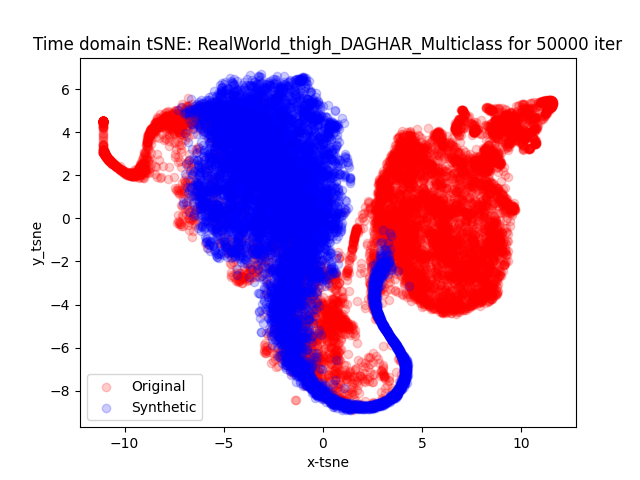 Time domain tSNE: RealWorld_thigh_DAGHAR_Multiclass for 50000 iter
6
4
2
0
−2
−4
−6
−8
y_tsne
Original
Synthetic
−10
−5
0
5
10
x-tsne